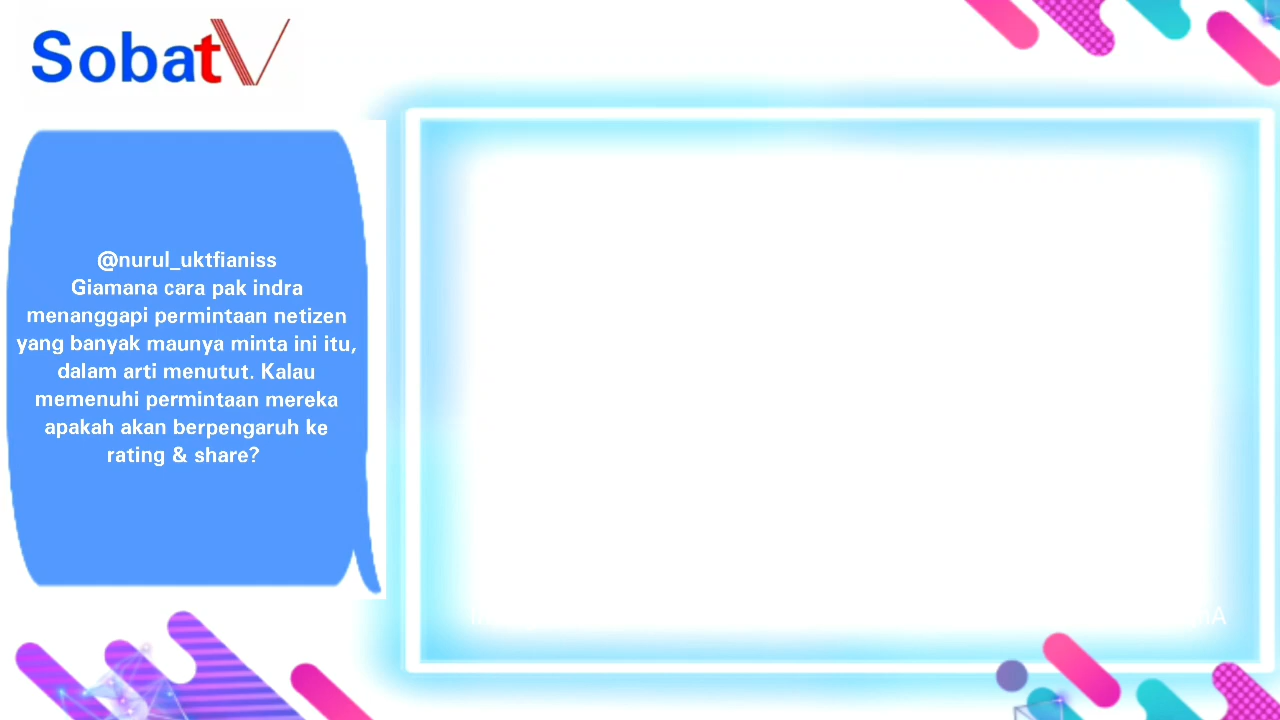 SobatV
@nurul_uktfianiss
Giamana cara pak indra
menanggapi permintaan netizen
yang banyak maunya minta ini itu,
dalam arti menutut. Kalau
memenuhi permintaan mereka
apakah akan berpengaruh ke
rating & share?